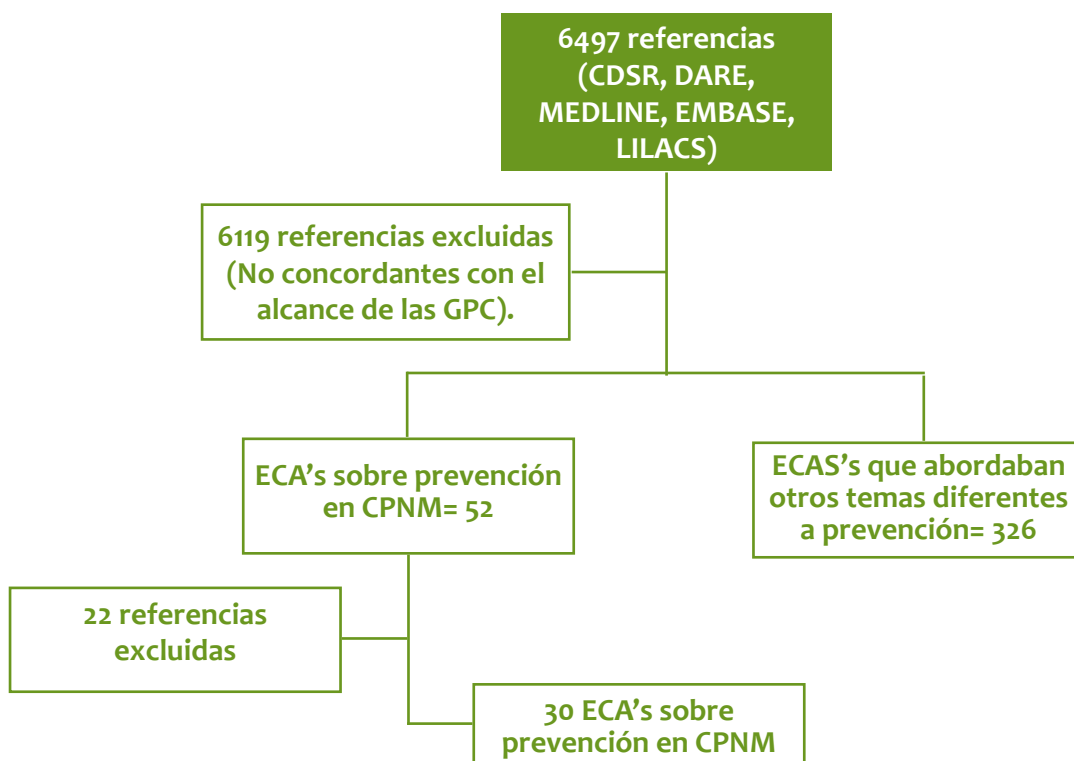 6497 referencias
(CDSR, DARE,
MEDLINE, EMBASE,
LILACS)
6119 referencias excluidas
(No concordantes con el
alcance de las GPC).
ECA’s sobre prevención
en CPNM= 52
ECAS’s que abordaban
otros temas diferentes
a prevención= 326
22 referencias
excluidas
30 ECA’s sobre
prevención en CPNM